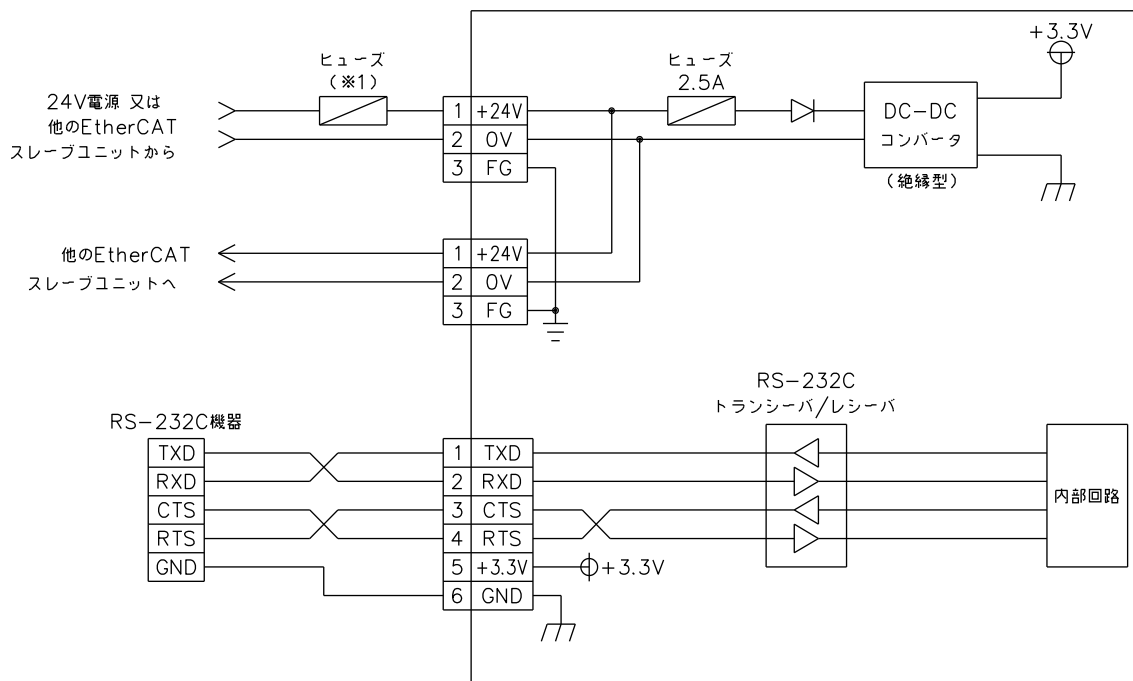 +3.3V
ヒューズ
(※1)
ヒューズ
2.5A
24V電源 又は
他のEtherCAT
スレーブユニットから
1 +24V
2 0V
3 FG
DC-DC
コンバータ
(絶縁型)
他のEtherCAT
スレーブユニットへ
1 +24V
2 0V
3 FG
RS-232C
トランシーバ/レシーバ
RS-232C機器
TXD
RXD
CTS
RTS
GND
1 TXD
2 RXD
3 CTS
4 RTS
5 +3.3V
6 GND
+3.3V
内部回路